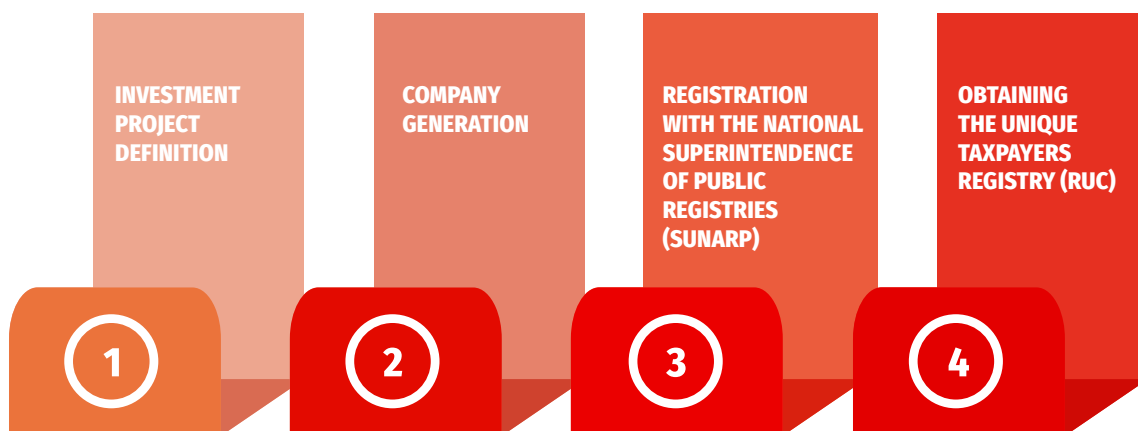 INVESTMENT
PROJECT
DEFINITION
1
COMPANY
GENERATION
2
REGISTRATION
WITH THE NATIONAL
SUPERINTENDENCE
OF PUBLIC
REGISTRIES
(SUNARP)
3
OBTAINING
THE UNIQUE
TAXPAYERS
REGISTRY (RUC)
4